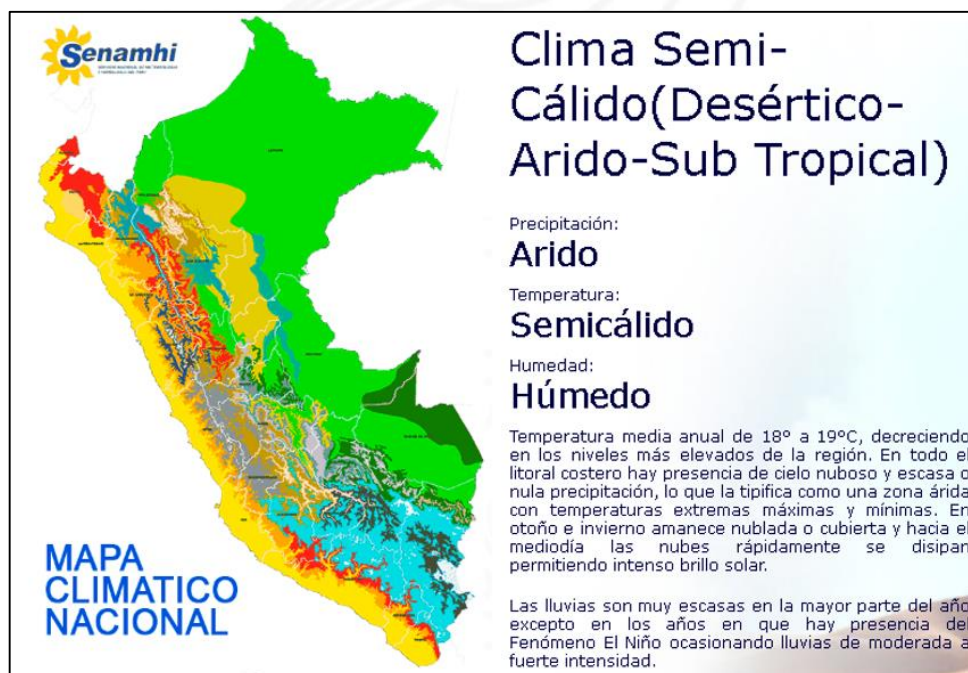 Senamhi
Clima Semi-
Cálido(Desértico-
Arido-Sub Tropical)
Precipitación:
Arido
Temperatura:
Semicálido
Humedad:
Húmedo
Temperatura media anual de 18º a 19ºC, decreciendo
en los niveles más elevados de la región. En todo el
litoral costero hay presencia de cielo nuboso y escasa o
nula precipitación, lo que la tipifica como una zona árida
con temperaturas extremas máximas y mínimas. En
otoño e invierno amanece nublada o cubierta y hacia el
mediodía las nubes rápidamente se disipan
permitiendo intenso brillo solar.
Las lluvias son muy escasas en la mayor parte del año
excepto en los años en que hay presencia del
Fenómeno El Niño ocasionando lluvias de moderada a
fuerte intensidad.
MAPA
CLIMATICO
NACIONAL